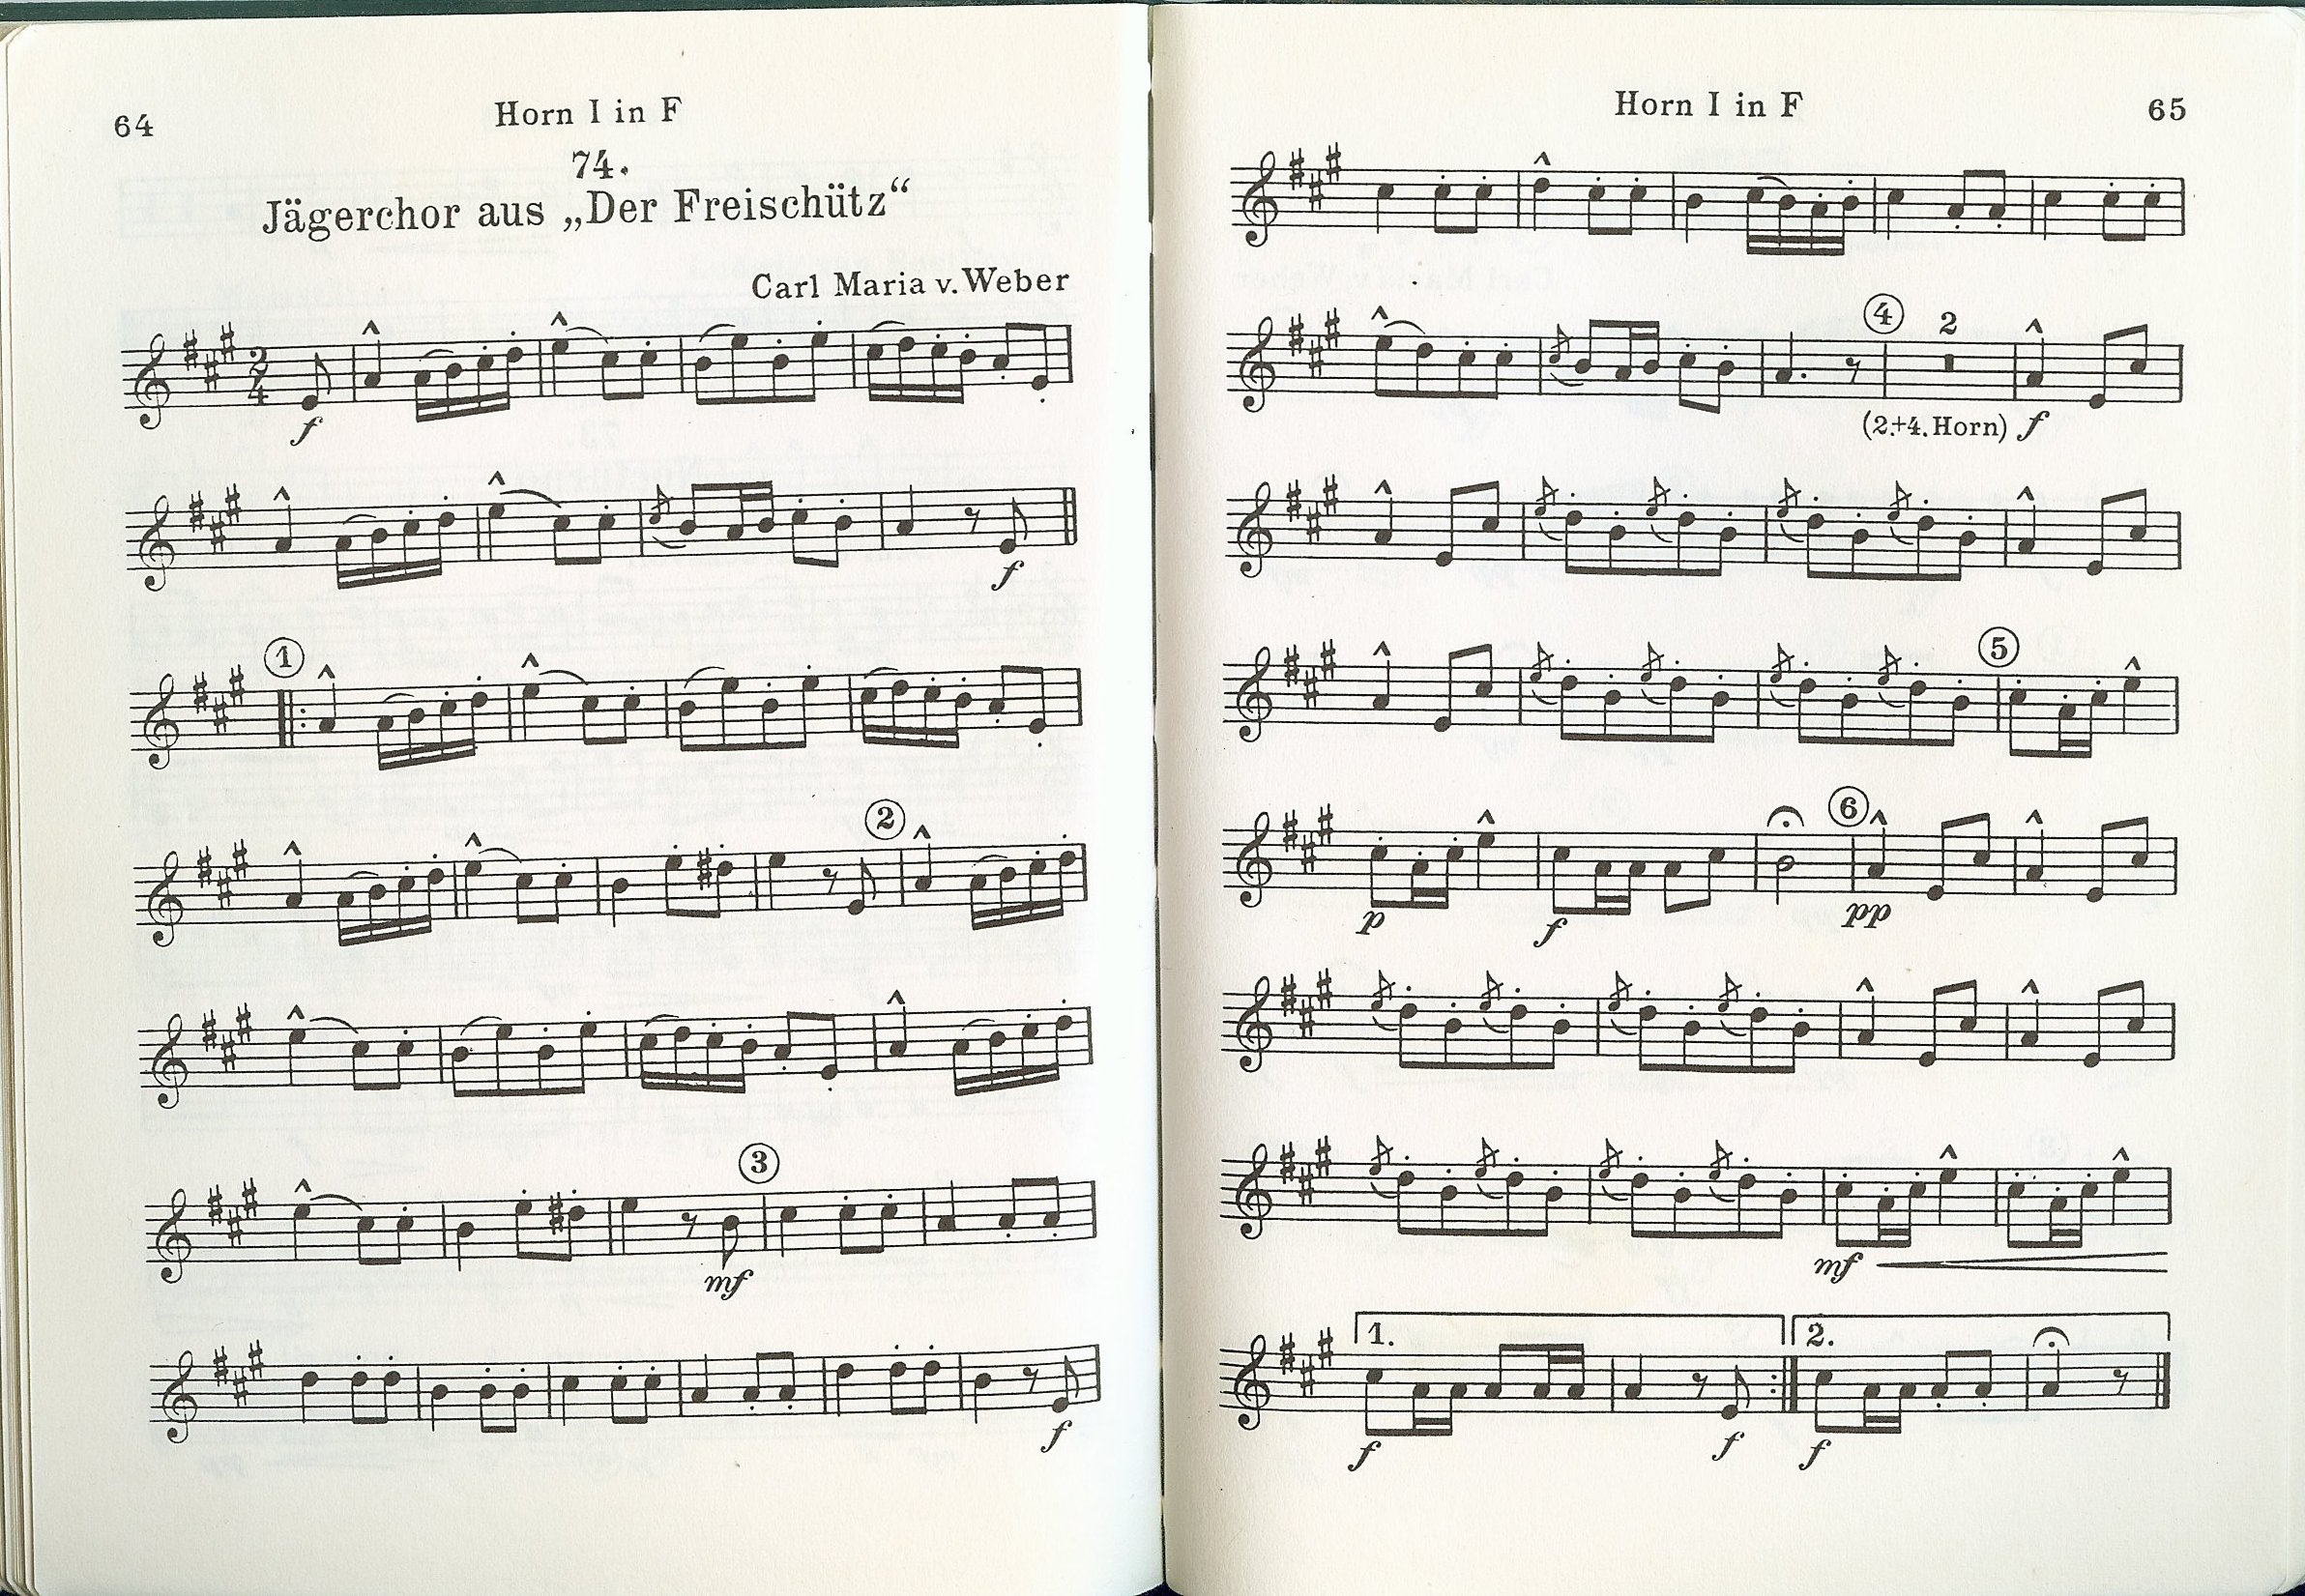 64
Horn I in F
74.
Jägerchor aus „Der Freischütz“
Carl Maria v. Weber
2
4
f
f
1
2
3
mf
f
Horn I in F
65
4
2
(2.+4. Horn) f
5
6
p
f
pp
mf
1.
2.
f
f
f